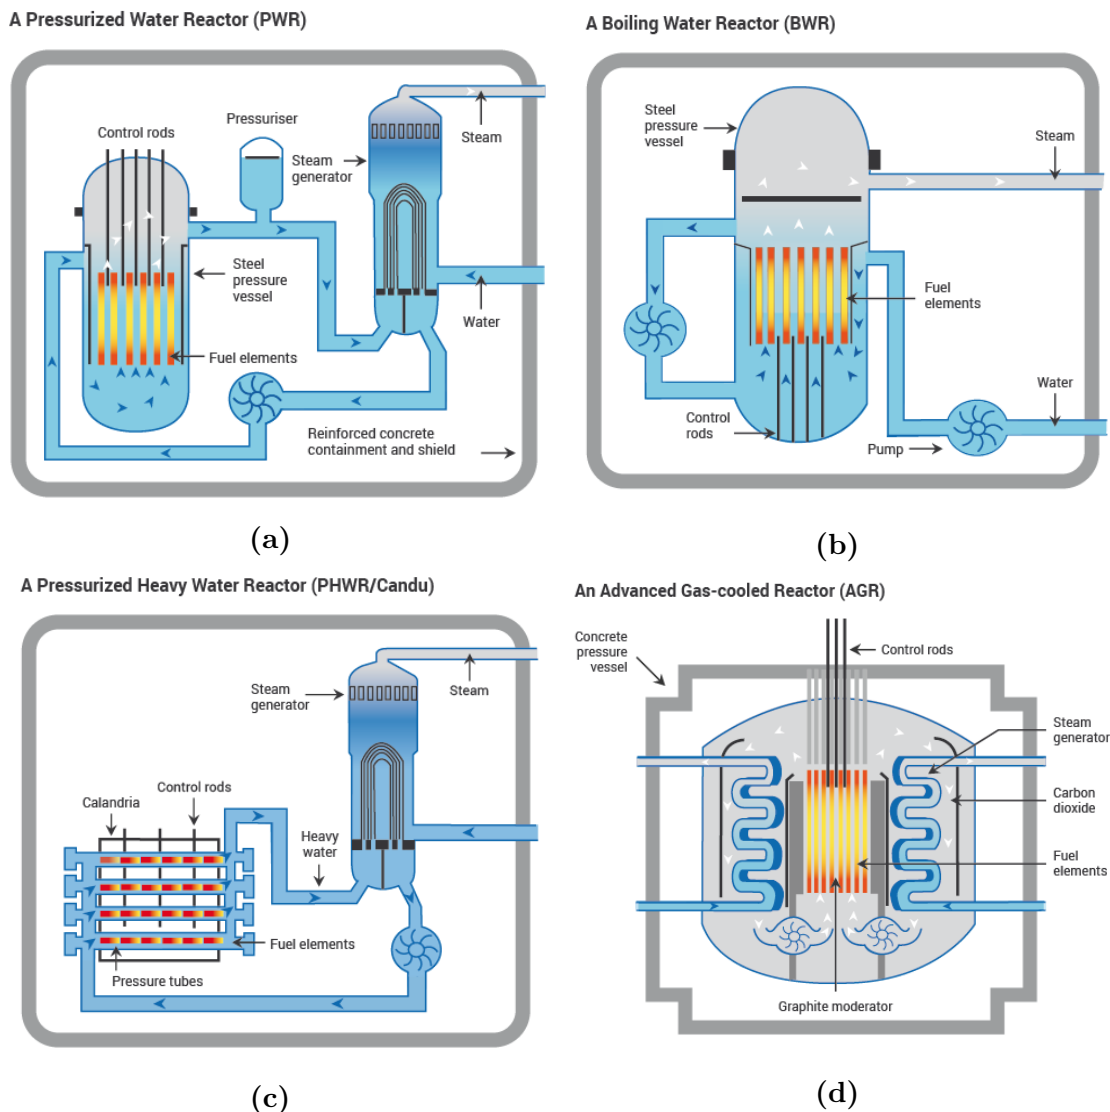 A Pressurized Water Reactor (PWR)
Control rods
Pressuriser
Steam
generator
Steam
Steel
pressure
vessel
Water
Fuel elements
Reinforced concrete
containment and shield
(a)
A Boiling Water Reactor (BWR)
Steel
pressure
vessel
Steam
Fuel
elements
Water
Control
rods
Pump
(b)
A Pressurized Heavy Water Reactor (PHWR/Candu)
Steam
generator
Steam
Calandria
Control rods
Heavy
water
Fuel elements
Pressure tubes
(c)
An Advanced Gas-cooled Reactor (AGR)
Concrete
pressure
vessel
Control rods
Steam
generator
Carbon
dioxide
Fuel
elements
Graphite moderator
(d)